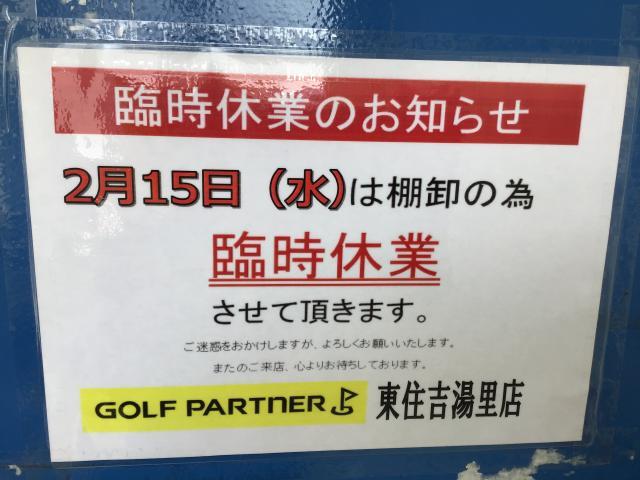 臨時休業のお知らせ
2月15日（水）は棚卸の為
臨時休業
させて頂きます。
ご迷惑をおかけしますが、よろしくお願いいたします。
またのご来店、心よりお待ちしております。
GOLF PARTNER 東住吉湯里店